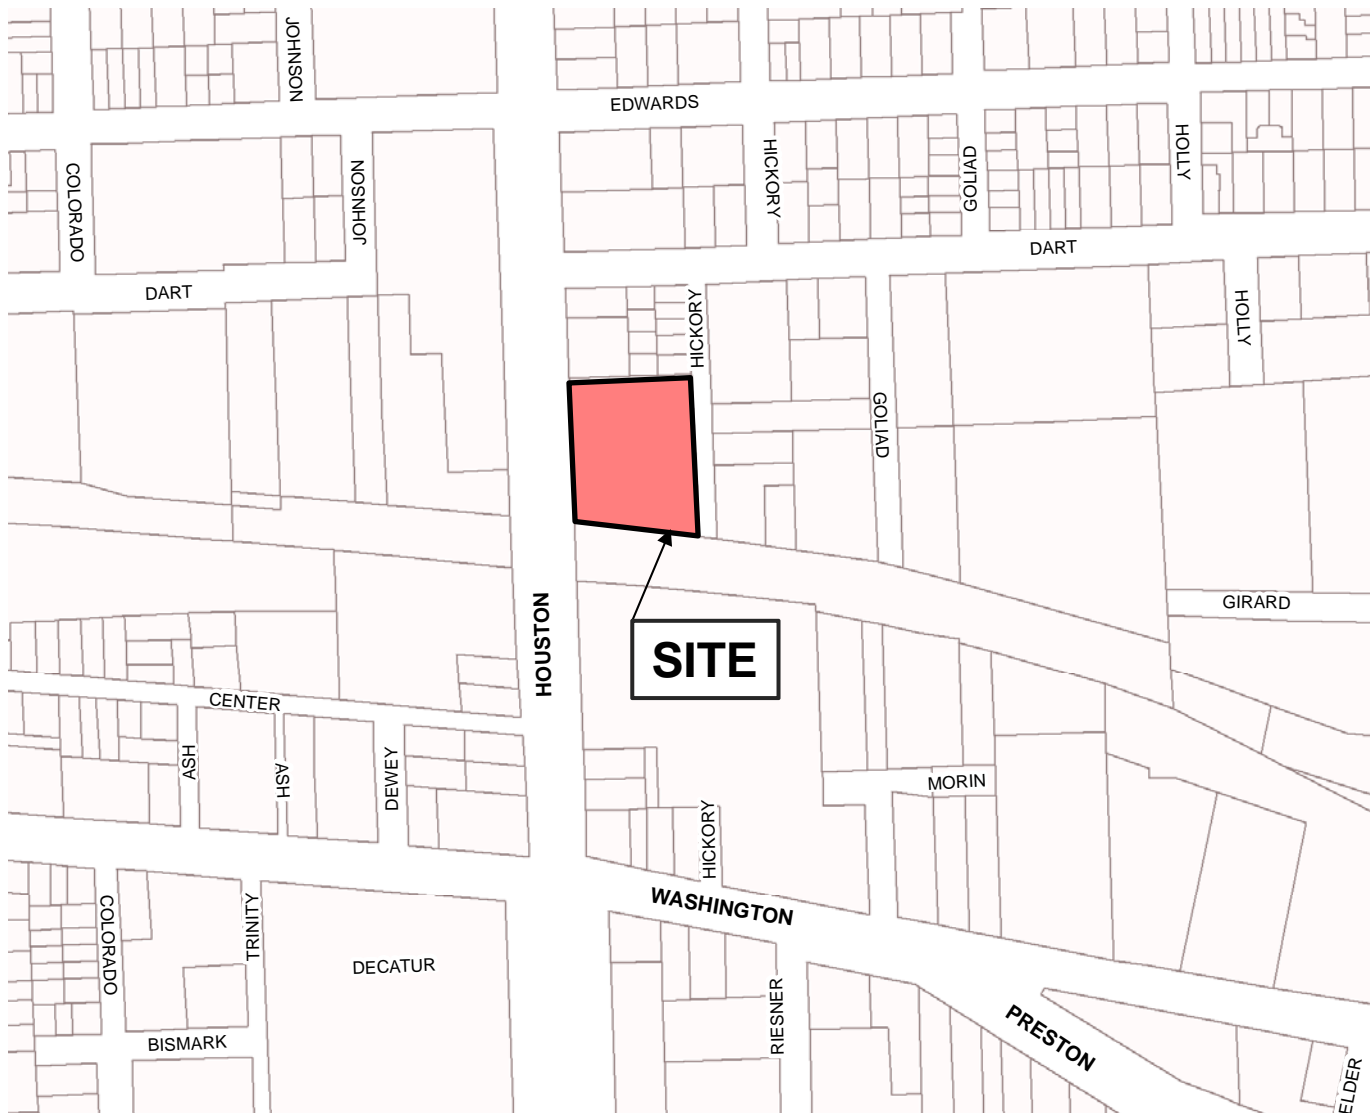 JOHNSON
EDWARDS
COLORADO
JOHNSON
HICKORY
GOLIAD
HOLLY
DART
DART
HICKORY
HOLLY
GOLIAD
HOUSTON
GIRARD
SITE
CENTER
ASH
ASH
DEWEY
MORIN
HICKORY
WASHINGTON
COLORADO
TRINITY
DECATUR
RIESNER
PRESTON
BISMARK
ELDER